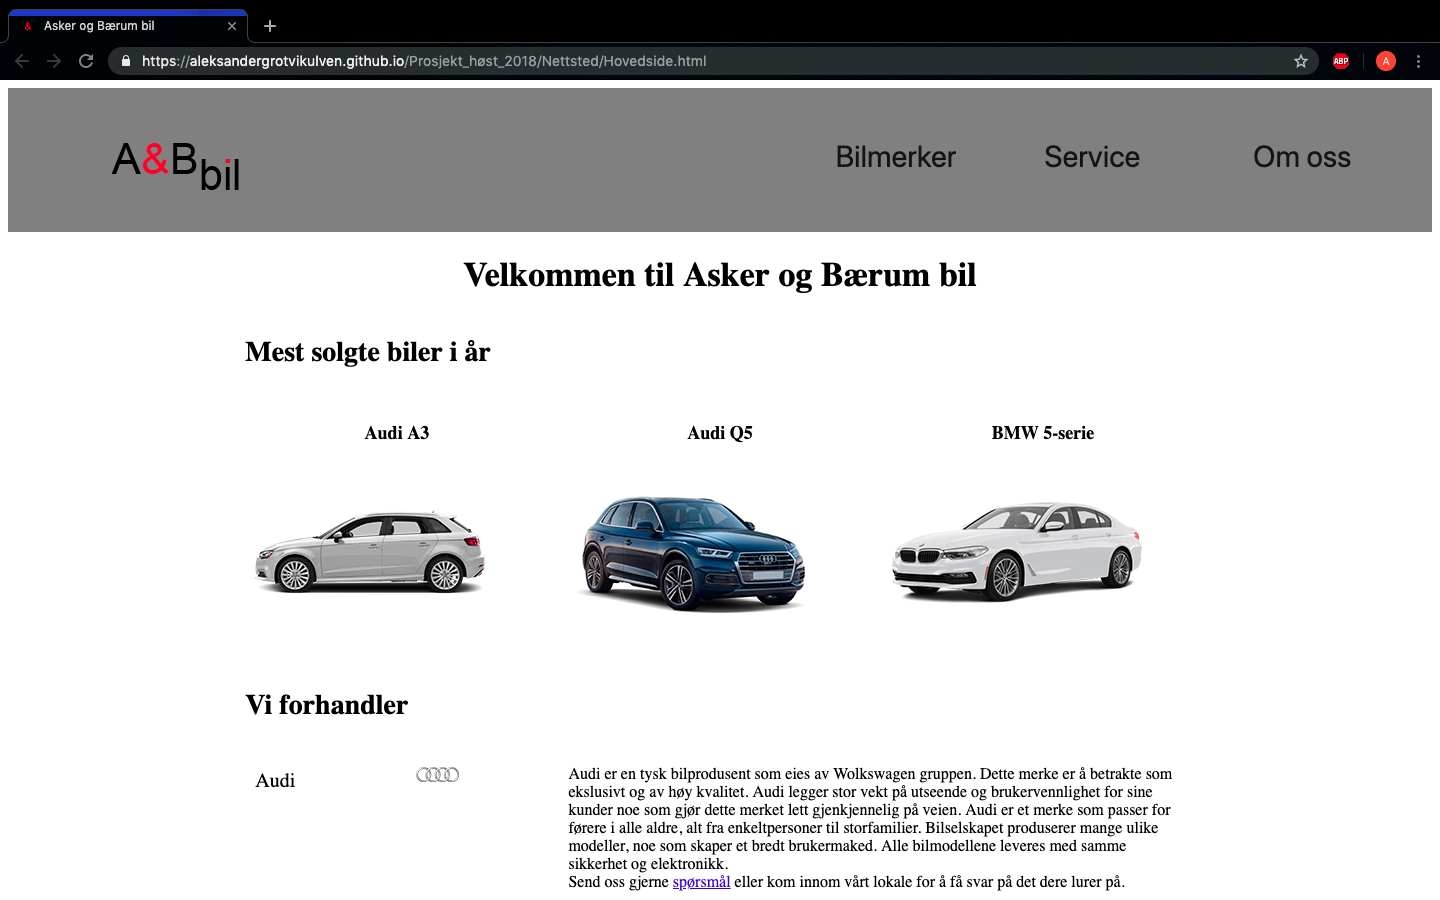 & Asker og Bærum bil
https://aleksandergrotvikulven.github.io/Prosjekt_høst_2018/Nettsted/Hovedside.html ABP A
A&Bbil Bilmerker Service Om oss
Velkommen til Asker og Bærum bil
Mest solgte biler i år
Audi A3 Audi Q5 BMW 5-serie
Vi forhandler
Audi
Audi er en tysk bilprodusent som eies av Wolkswagen gruppen. Dette merke er å betrakte som
ekslusivt og av høy kvalitet. Audi legger stor vekt på utseende og brukervennlighet for sine
kunder noe som gjør dette merket lett gjenkjennelig på veien. Audi er et merke som passer for
førere i alle aldre, alt fra enkeltpersoner til storfamilier. Bilselskapet produserer mange ulike
modeller, noe som skaper et bredt brukermaked. Alle bilmodellene leveres med samme
sikkerhet og elektronikk.
Send oss gjerne spørsmål eller kom innom vårt lokale for å få svar på det dere lurer på.